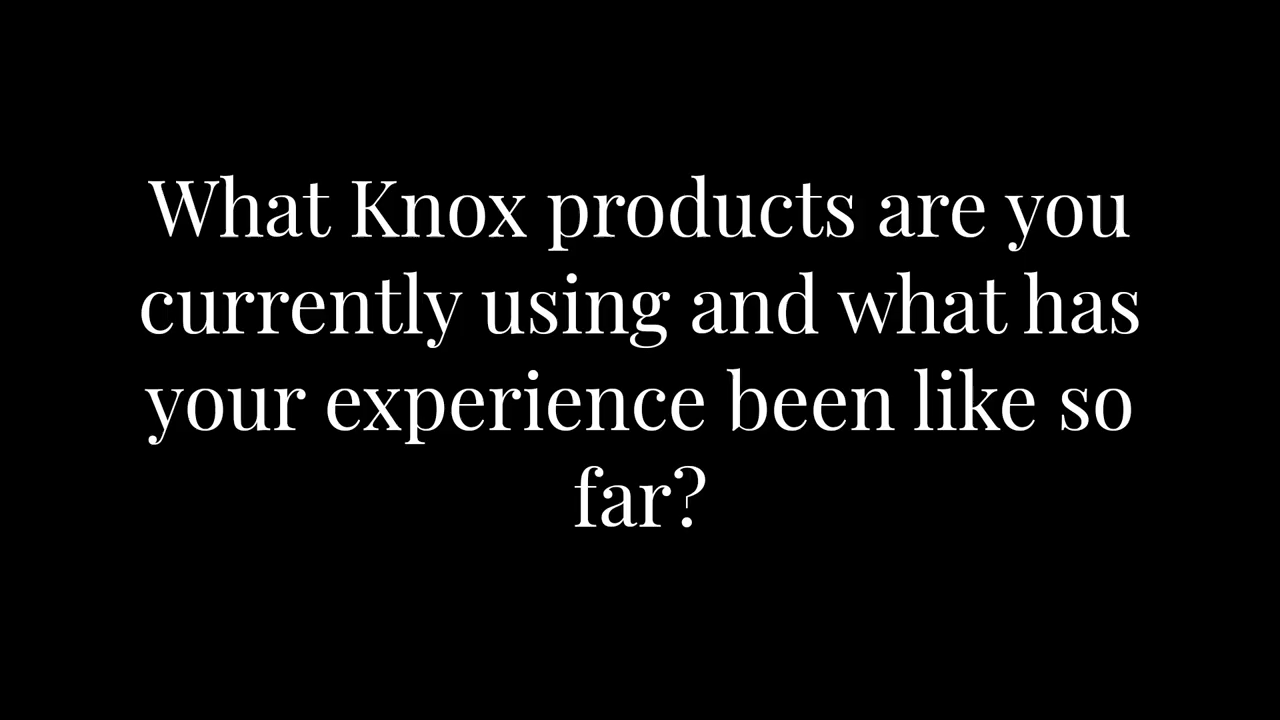 What Knox products are you
currently using and what has
your experience been like so
far?